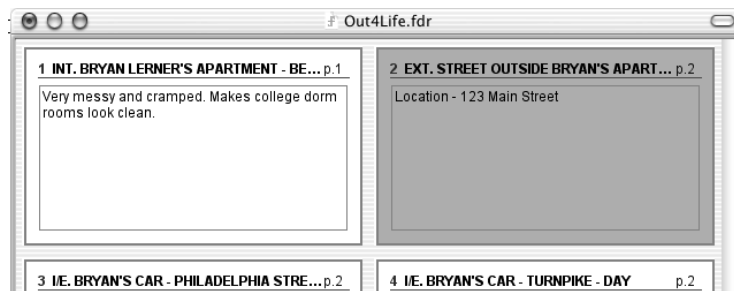 Out4Life.fdr
1 INT. BRYAN LERNER'S APARTMENT - BE... p.1
Very messy and cramped. Makes college dorm
rooms look clean.
2 EXT. STREET OUTSIDE BRYAN'S APART... p.2
Location - 123 Main Street
3 I/E. BRYAN'S CAR - PHILADELPHIA STRE... p.2
4 I/E. BRYAN'S CAR - TURNPIKE - DAY p.2